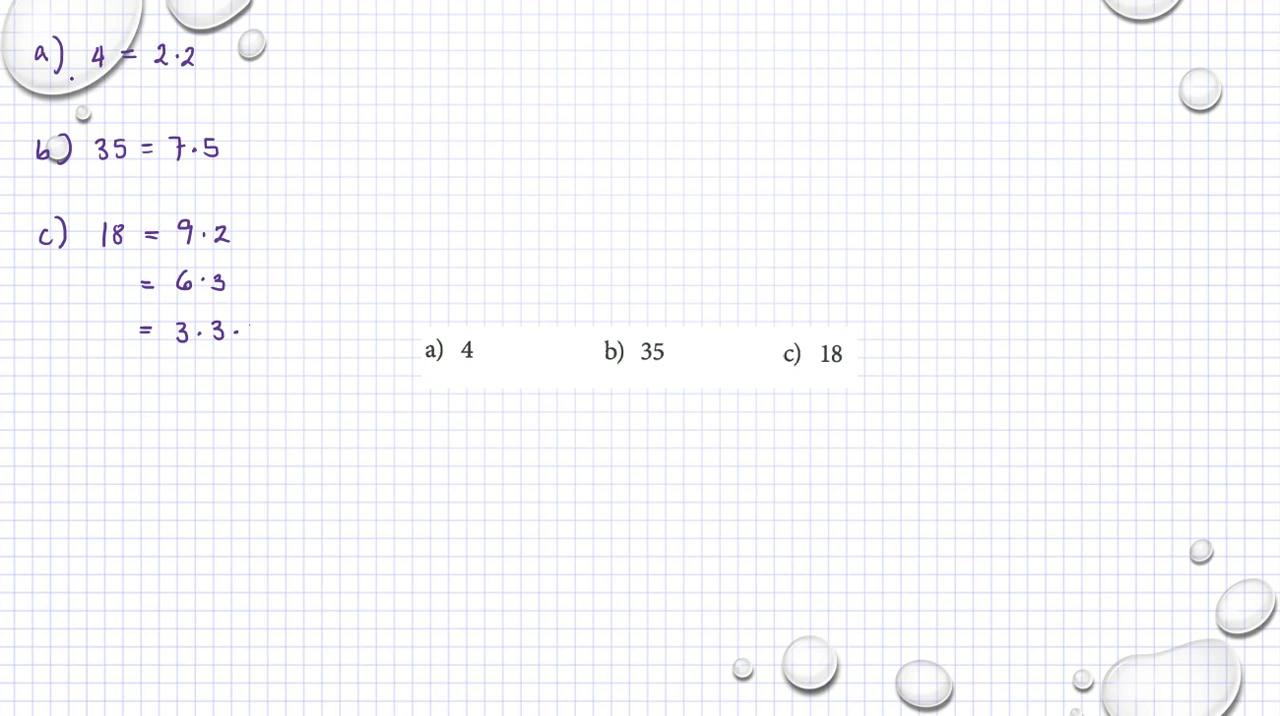 a) 4 = 2·2
b) 35 = 7·5
c) 18 = 9·2
= 6·3
= 3·3·
a) 4 b) 35 c) 18